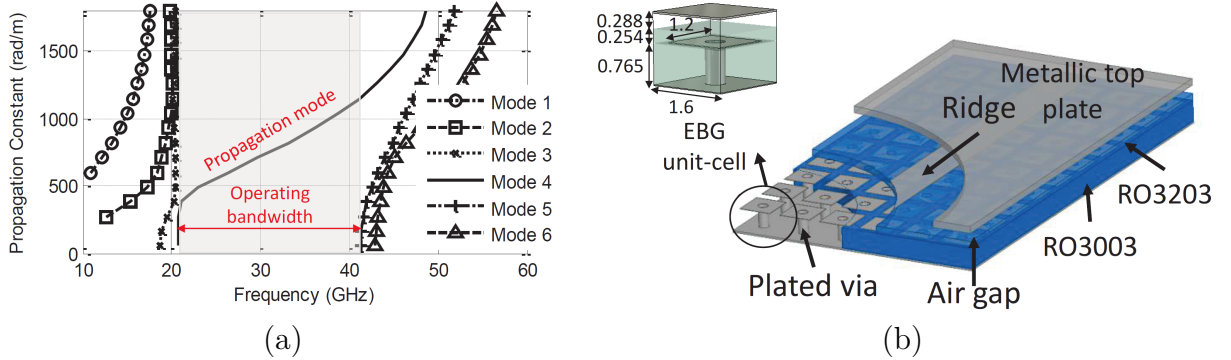 Propagation Constant (rad/m)
1500
1000
500
0
10
20
30
40
50
60
Frequency (GHz)
Propagation mode
Operating
bandwidth
Mode 1
Mode 2
Mode 3
Mode 4
Mode 5
Mode 6
(a)
0.288
0.254
0.765
1.2
1.6
EBG
unit-cell
Metallic top
plate
Ridge
RO3203
RO3003
Air gap
Plated via
(b)